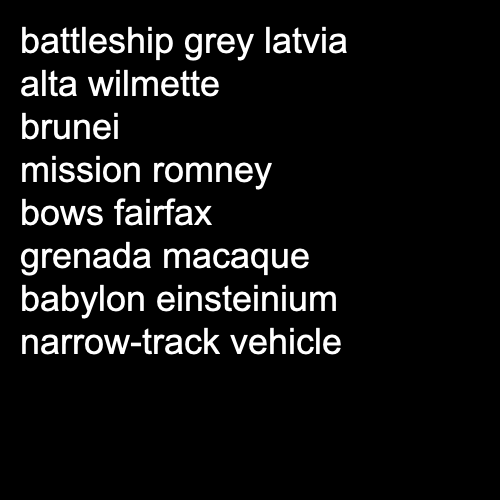 battleship grey latvia
alta wilmette
brunei
mission romney
bows fairfax
grenada macaque
babylon einsteinium
narrow-track vehicle